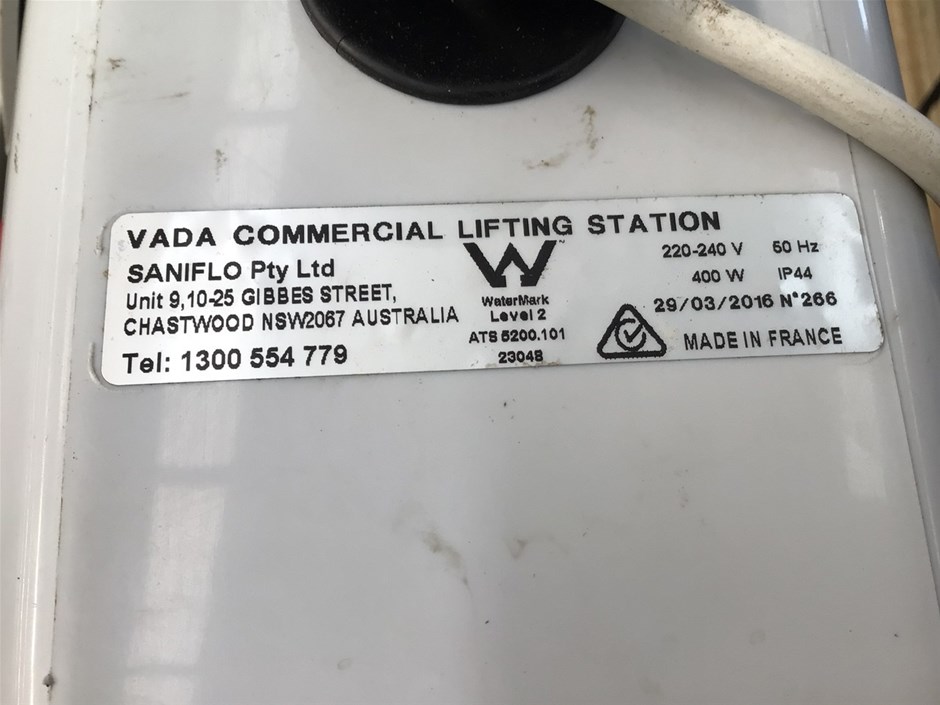 VADA COMMERCIAL LIFTING STATION
SANIFLO Pty Ltd
Unit 9,10-25 GIBBES STREET,
CHASTWOOD NSW2067 AUSTRALIA
Tel: 1300 554 779
W™
WaterMark
Level 2
ATS 5200.101
23048
220-240 V 50 Hz
400 W IP44
29/03/2016 N°266
MADE IN FRANCE